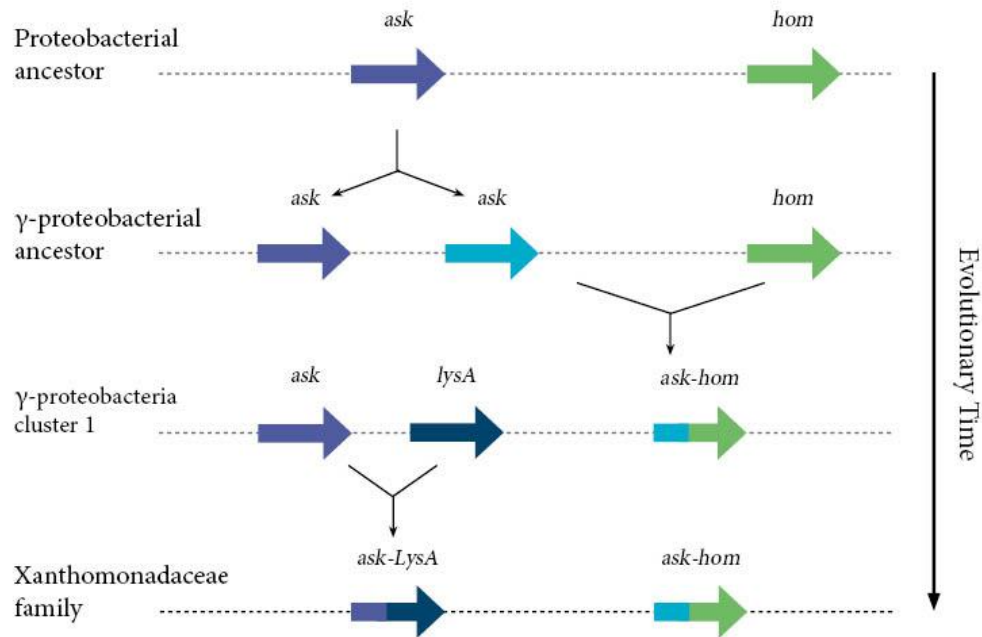 ask
hom
Proteobacterial
ancestor
ask
ask
hom
γ-proteobacterial
ancestor
ask
lysA
ask-hom
γ-proteobacteria
cluster 1
ask-LysA
ask-hom
Xanthomonadaceae
family
Evolutionary Time